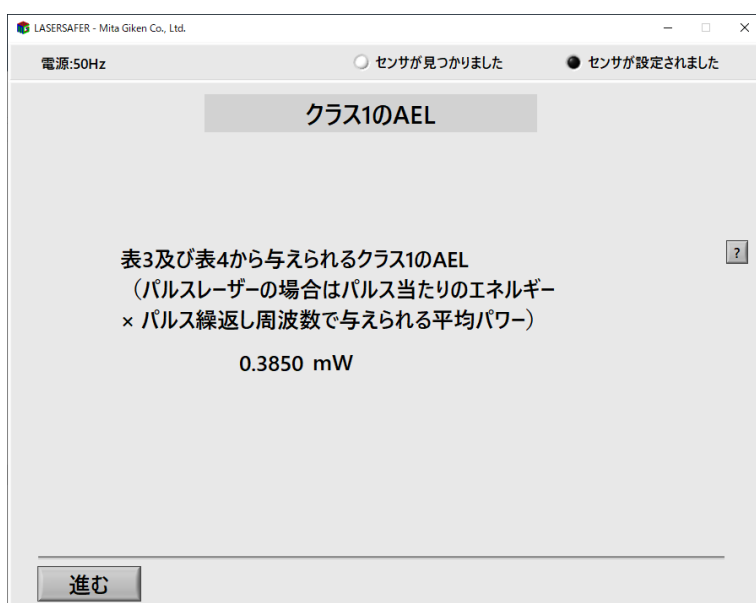 LASERSAFER - Mita Giken Co., Ltd.
電源:50Hz
センサが見つかりました
センサが設定されました
クラス1のAEL
表3及び表4から与えられるクラス1のAEL
（パルスレーザーの場合はパルス当たりのエネルギー
× パルス繰返し周波数で与えられる平均パワー）
?
0.3850 mW
進む